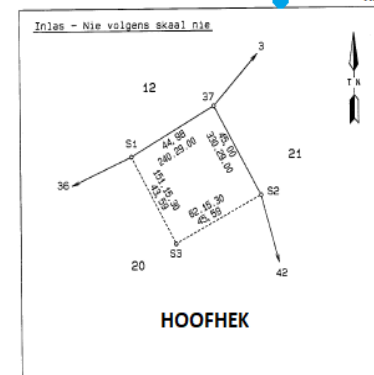 Inlas - Nie volgens skaal nie
3
12
37
T N
S1
44.98
240.29.00
45.00
330.29.00
21
36
151.15.30
43.59
62.15.30
45.59
S2
S3
20
42
HOOFHEK